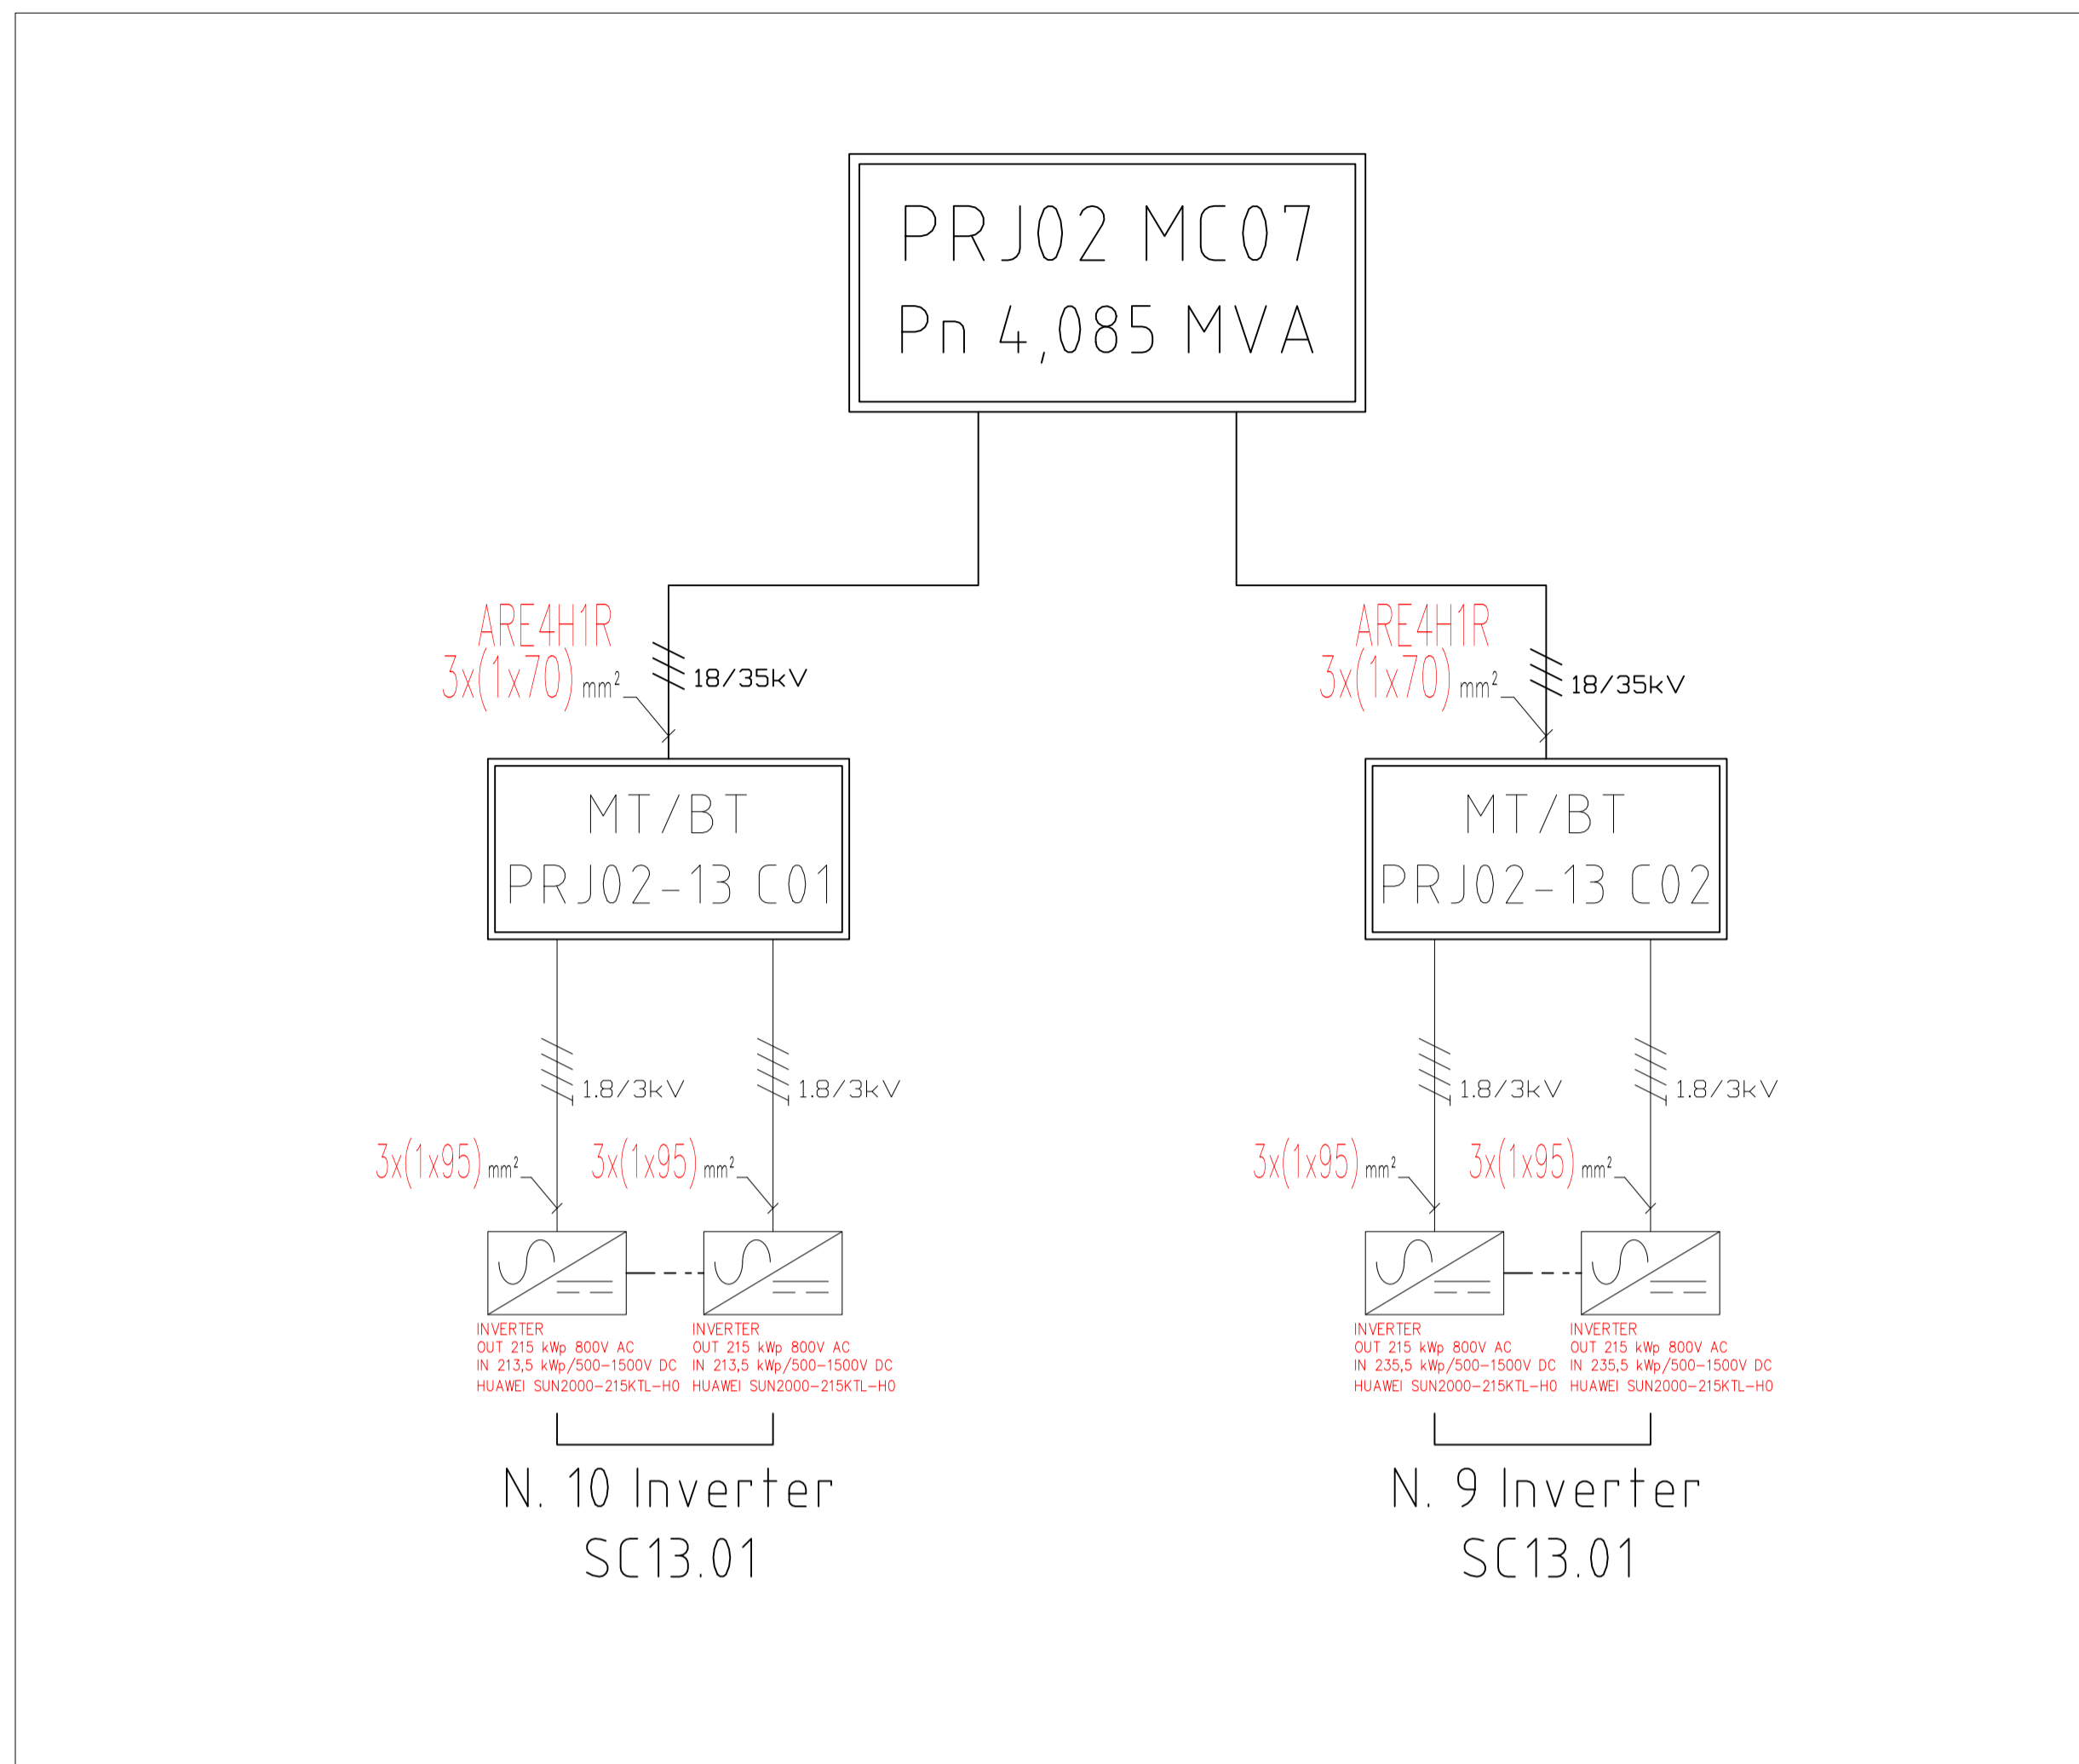 PRJ02 MC07
Pn 4,085 MVA
ARE4H1R
3x(1x70) mm²
18/35kV
ARE4H1R
3x(1x70) mm²
18/35kV
MT/BT
PRJ02-13 C01
MT/BT
PRJ02-13 C02
1.8/3kV
1.8/3kV
1.8/3kV
1.8/3kV
3x(1x95) mm²
3x(1x95) mm²
3x(1x95) mm²
3x(1x95) mm²
INVERTER
OUT 215 kWp 800V AC
IN 213,5 kWp/500-1500V DC
HUAWEI SUN2000-215KTL-H0
INVERTER
OUT 215 kWp 800V AC
IN 213,5 kWp/500-1500V DC
HUAWEI SUN2000-215KTL-H0
INVERTER
OUT 215 kWp 800V AC
IN 235,5 kWp/500-1500V DC
HUAWEI SUN2000-215KTL-H0
INVERTER
OUT 215 kWp 800V AC
IN 235,5 kWp/500-1500V DC
HUAWEI SUN2000-215KTL-H0
N. 10 Inverter
SC13.01
N. 9 Inverter
SC13.01